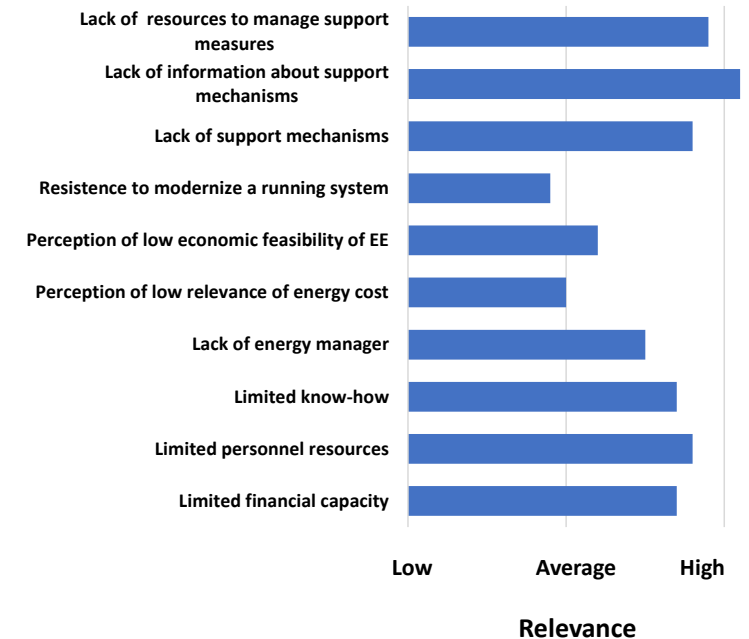 Lack of  resources to manage support
measures
Lack of information about support
mechanisms
Lack of support mechanisms
Resistence to modernize a running system
Perception of low economic feasibility of EE
Perception of low relevance of energy cost
Lack of energy manager
Limited know-how
Limited personnel resources
Limited financial capacity
Low Average High
Relevance